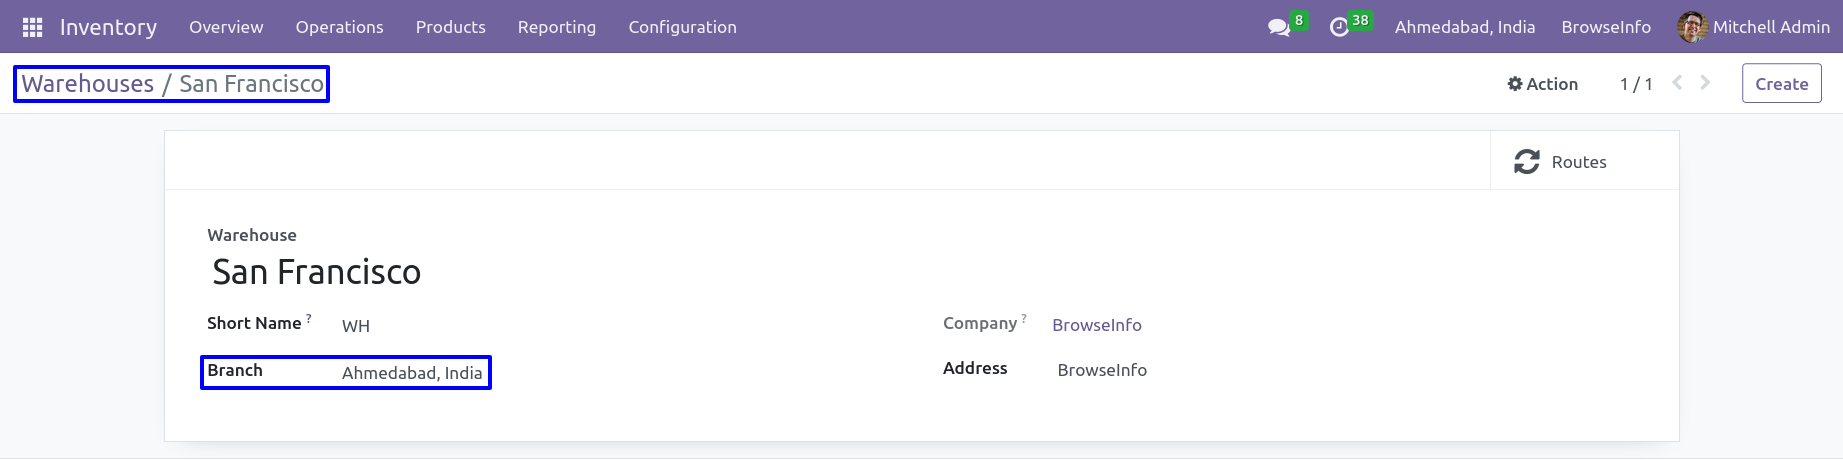 Inventory Overview Operations Products Reporting Configuration 8 38 Ahmedabad, India BrowseInfo Mitchell Admin
Warehouses / San Francisco Action 1 / 1 Create
Routes
Warehouse
San Francisco
Short Name ? WH Company ? BrowseInfo
Branch Ahmedabad, India Address BrowseInfo